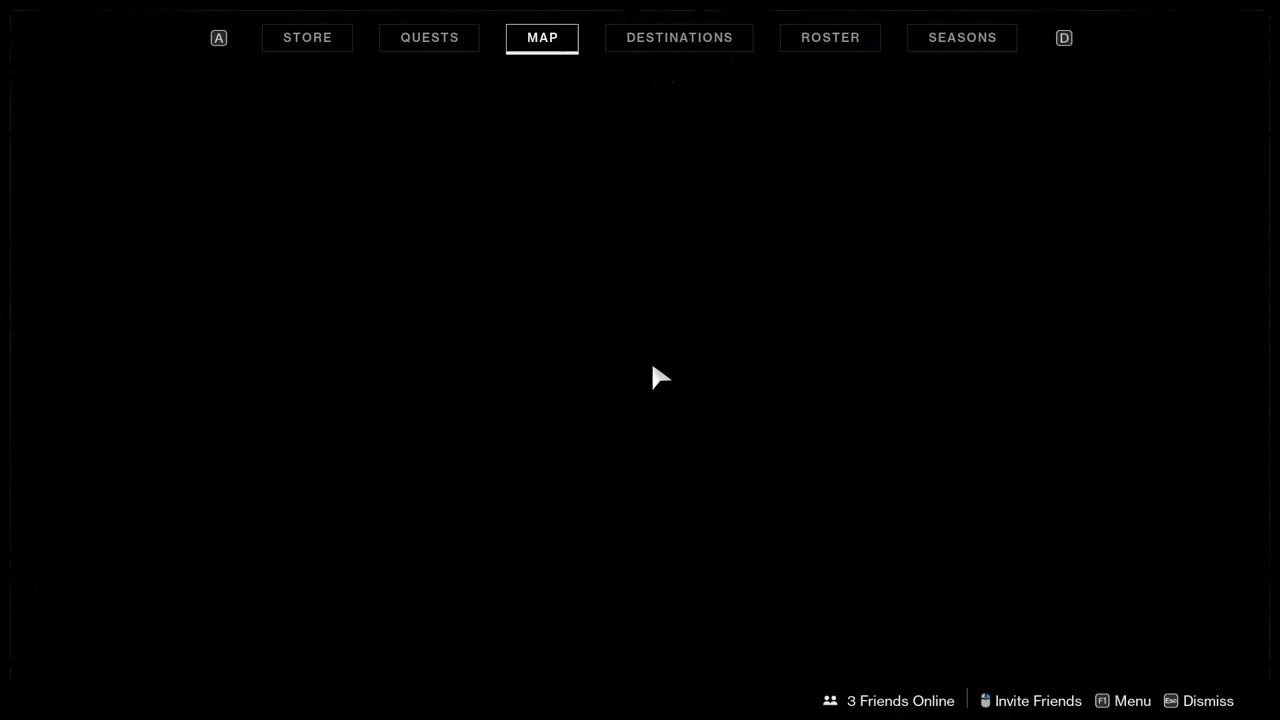 A STORE QUESTS MAP DESTINATIONS ROSTER SEASONS D
3 Friends Online Invite Friends F1 Menu Esc Dismiss